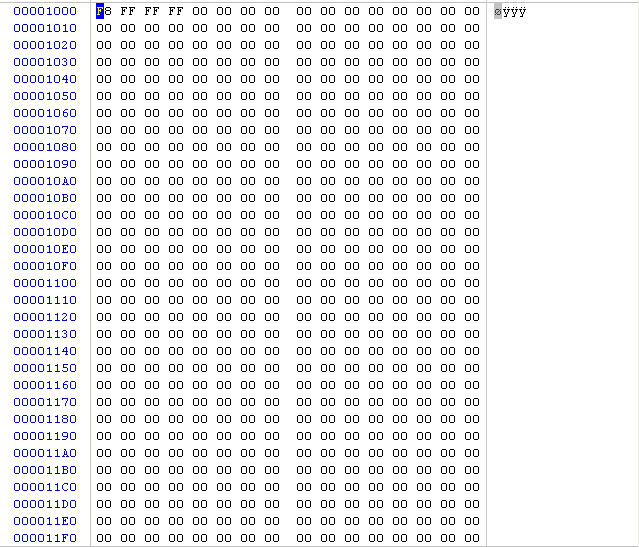 00001000 F8 FF FF FF 00 00 00 00 00 00 00 00 00 00 00 00 øÿÿÿ
00001010 00 00 00 00 00 00 00 00 00 00 00 00 00 00 00 00
00001020 00 00 00 00 00 00 00 00 00 00 00 00 00 00 00 00
00001030 00 00 00 00 00 00 00 00 00 00 00 00 00 00 00 00
00001040 00 00 00 00 00 00 00 00 00 00 00 00 00 00 00 00
00001050 00 00 00 00 00 00 00 00 00 00 00 00 00 00 00 00
00001060 00 00 00 00 00 00 00 00 00 00 00 00 00 00 00 00
00001070 00 00 00 00 00 00 00 00 00 00 00 00 00 00 00 00
00001080 00 00 00 00 00 00 00 00 00 00 00 00 00 00 00 00
00001090 00 00 00 00 00 00 00 00 00 00 00 00 00 00 00 00
000010A0 00 00 00 00 00 00 00 00 00 00 00 00 00 00 00 00
000010B0 00 00 00 00 00 00 00 00 00 00 00 00 00 00 00 00
000010C0 00 00 00 00 00 00 00 00 00 00 00 00 00 00 00 00
000010D0 00 00 00 00 00 00 00 00 00 00 00 00 00 00 00 00
000010E0 00 00 00 00 00 00 00 00 00 00 00 00 00 00 00 00
000010F0 00 00 00 00 00 00 00 00 00 00 00 00 00 00 00 00
00001100 00 00 00 00 00 00 00 00 00 00 00 00 00 00 00 00
00001110 00 00 00 00 00 00 00 00 00 00 00 00 00 00 00 00
00001120 00 00 00 00 00 00 00 00 00 00 00 00 00 00 00 00
00001130 00 00 00 00 00 00 00 00 00 00 00 00 00 00 00 00
00001140 00 00 00 00 00 00 00 00 00 00 00 00 00 00 00 00
00001150 00 00 00 00 00 00 00 00 00 00 00 00 00 00 00 00
00001160 00 00 00 00 00 00 00 00 00 00 00 00 00 00 00 00
00001170 00 00 00 00 00 00 00 00 00 00 00 00 00 00 00 00
00001180 00 00 00 00 00 00 00 00 00 00 00 00 00 00 00 00
00001190 00 00 00 00 00 00 00 00 00 00 00 00 00 00 00 00
000011A0 00 00 00 00 00 00 00 00 00 00 00 00 00 00 00 00
000011B0 00 00 00 00 00 00 00 00 00 00 00 00 00 00 00 00
000011C0 00 00 00 00 00 00 00 00 00 00 00 00 00 00 00 00
000011D0 00 00 00 00 00 00 00 00 00 00 00 00 00 00 00 00
000011E0 00 00 00 00 00 00 00 00 00 00 00 00 00 00 00 00
000011F0 00 00 00 00 00 00 00 00 00 00 00 00 00 00 00 00